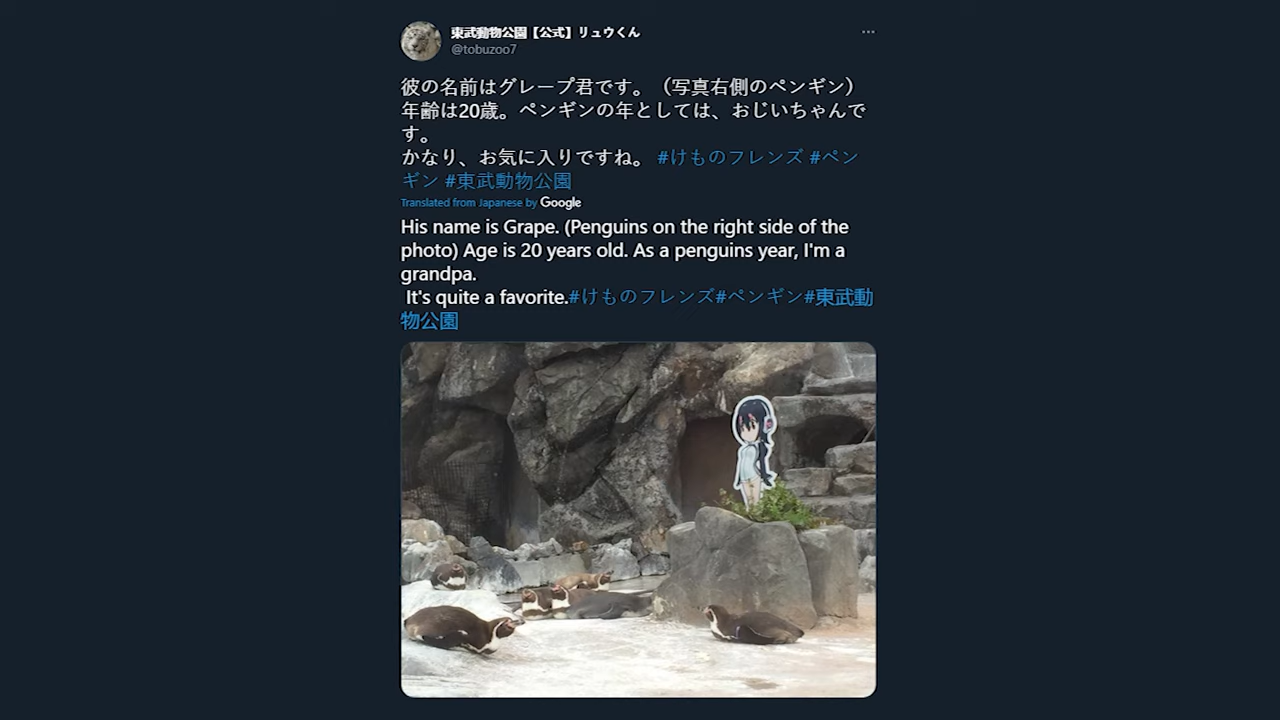 東武動物公園【公式】リュウくん
@tobuzoo7
彼の名前はグレープ君です。（写真右側のペンギン）
年齢は20歳。ペンギンの年としては、おじいちゃんで
す。
かなり、お気に入りですね。 #けものフレンズ #ペン
ギン #東武動物公園
Translated from Japanese by Google
His name is Grape. (Penguins on the right side of the
photo) Age is 20 years old. As a penguins year, I'm a
grandpa.
It's quite a favorite.#けものフレンズ#ペンギン#東武動
物公園